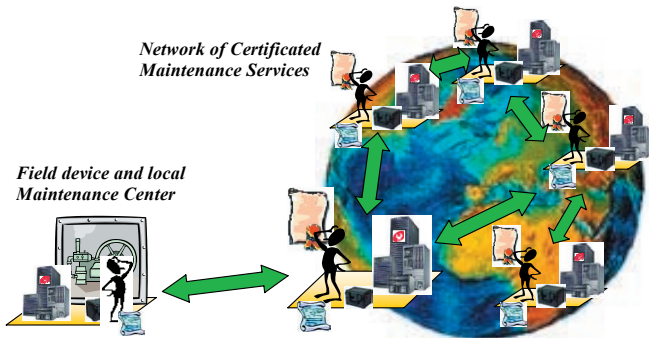 Network of Certificated
Maintenance Services
Field device and local
Maintenance Center